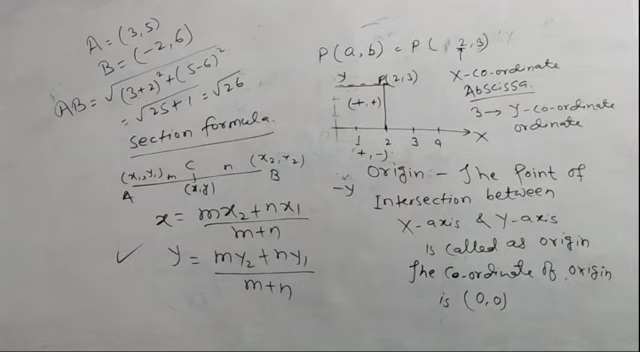 A = (3,5)
B = (-2,6)
AB = √(3+2)² + (5-6)²
= √25+1 = √26
section formula.
(x₁,y₁) m C n (x₂,y₂)
A (x,y) B
x = mx₂+nx₁
m+n
✓ y = my₂+ny₁
m+n
P(a,b) = P( 2,3)
y P(2,3)
(+,+)
1 2 3 4 X
(+,-)
-y
X-co-ordinate
Abscissa.
3 → Y-co-ordinate
ordinate
Origin:- The point of
Intersection between
X-axis & Y-axis
is called as origin
The co-ordinate of origin
is (0,0)